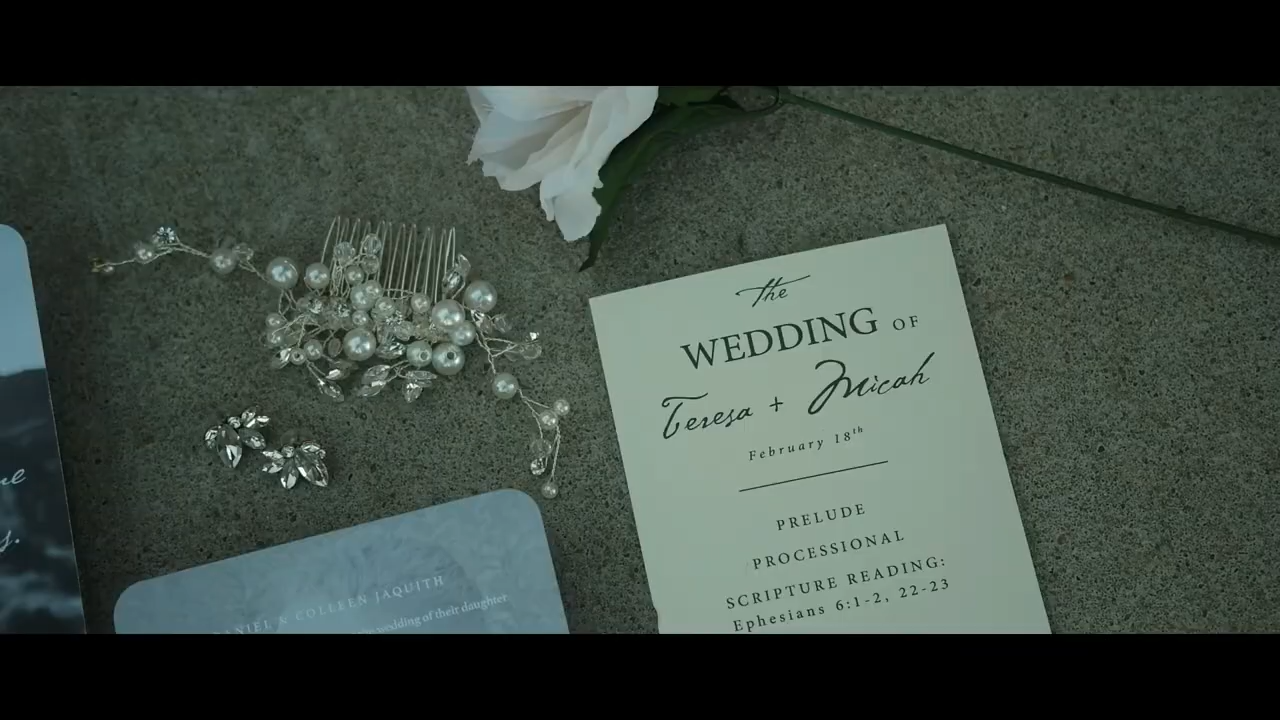 The
WEDDING OF
Teresa + Micah
February 18th
PRELUDE
PROCESSIONAL
SCRIPTURE READING:
Ephesians 6:1-2, 22-23
& COLLEEN JAQUITH
the wedding of their daughter